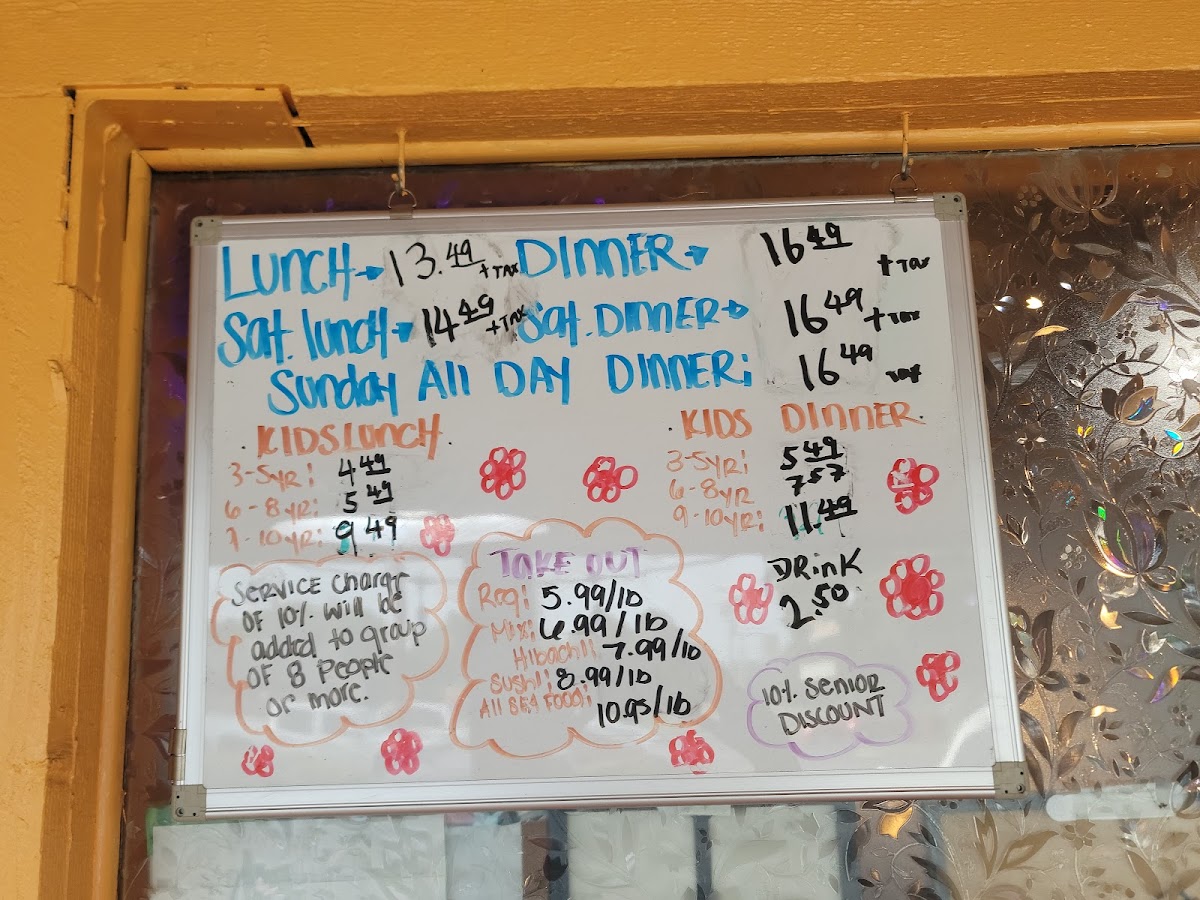 Lunch → 13.49 + TAX DINNER → 16 49 + Tax
Sat. lunch → 14 49 + TAX Sat. DINNER → 16 49 + Tax
Sunday All DAY DINNER: 16 49 Tax
KIDS Lunch
3-5yr: 4 49
6-8yr: 5 49
9-10yr: 9 49
KIDS DINNER
3-5yr: 5 49
6-8yr
9-10yr: 11.49
SERVICE Charge
OF 10% will be
added to group
OF 8 People
or more.
TAKE OUT
Reg: 5.99/lb
Mix: 6.99/lb
Hibachi: 7.99/lb
Sushi: 8.99/lb
All SEA FOOD: 10.95/lb
DRinK
2.50
10% SENIOR
DISCOUNT